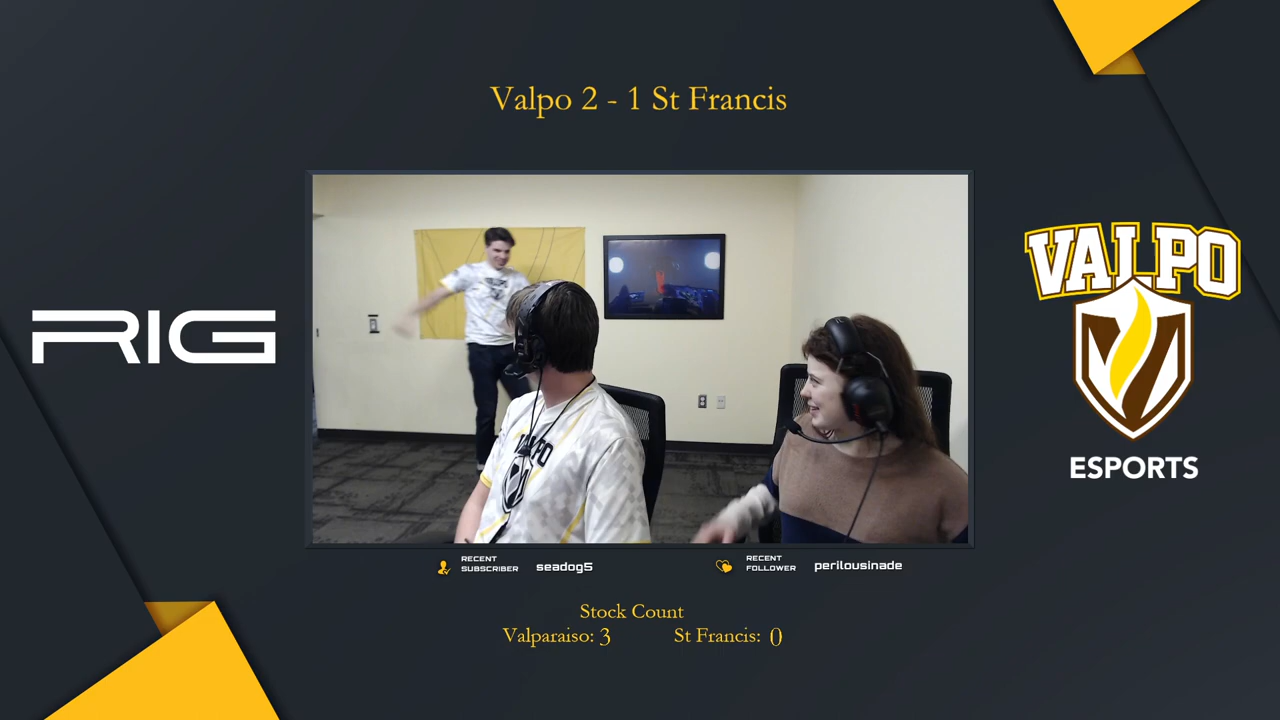 Valpo 2 - 1 St Francis
RIG
VALPO
ESPORTS
VALPO
RECENT
SUBSCRIBER
seadog5
RECENT
FOLLOWER
perilousinade
Stock Count
Valparaiso: 3
St Francis: 0